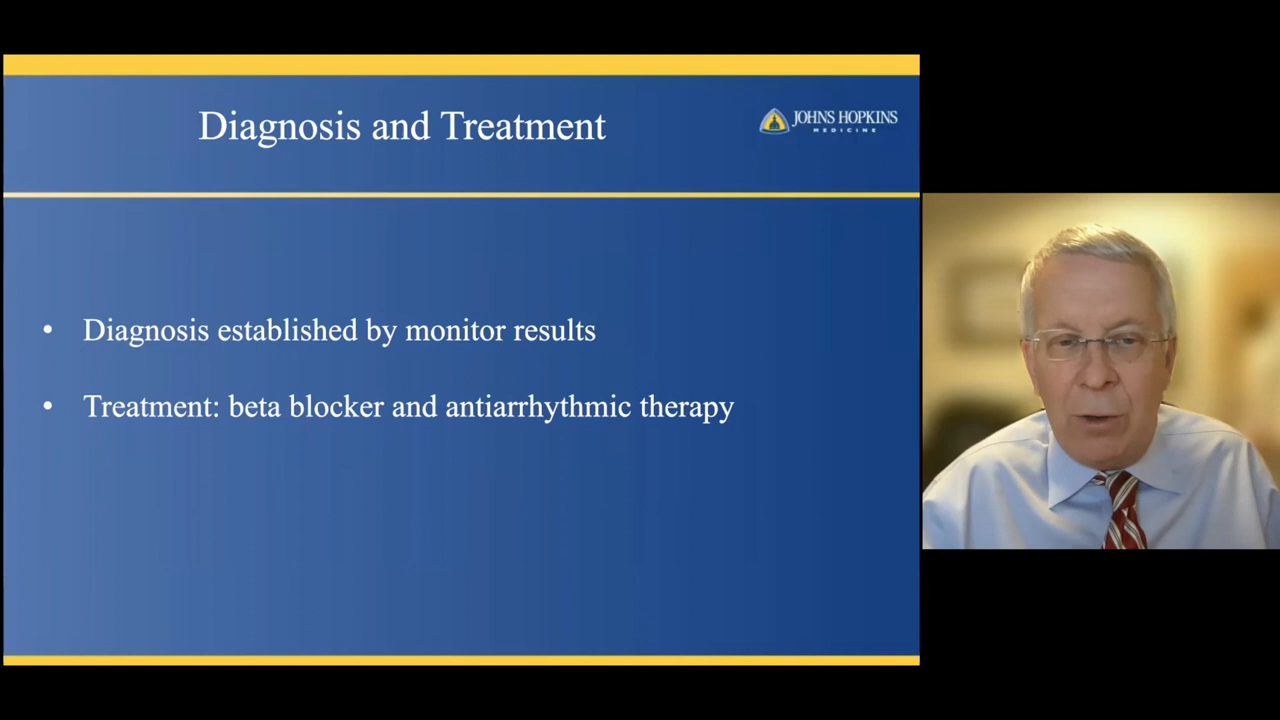 Diagnosis and Treatment
JOHNS HOPKINS
MEDICINE
• Diagnosis established by monitor results
• Treatment: beta blocker and antiarrhythmic therapy